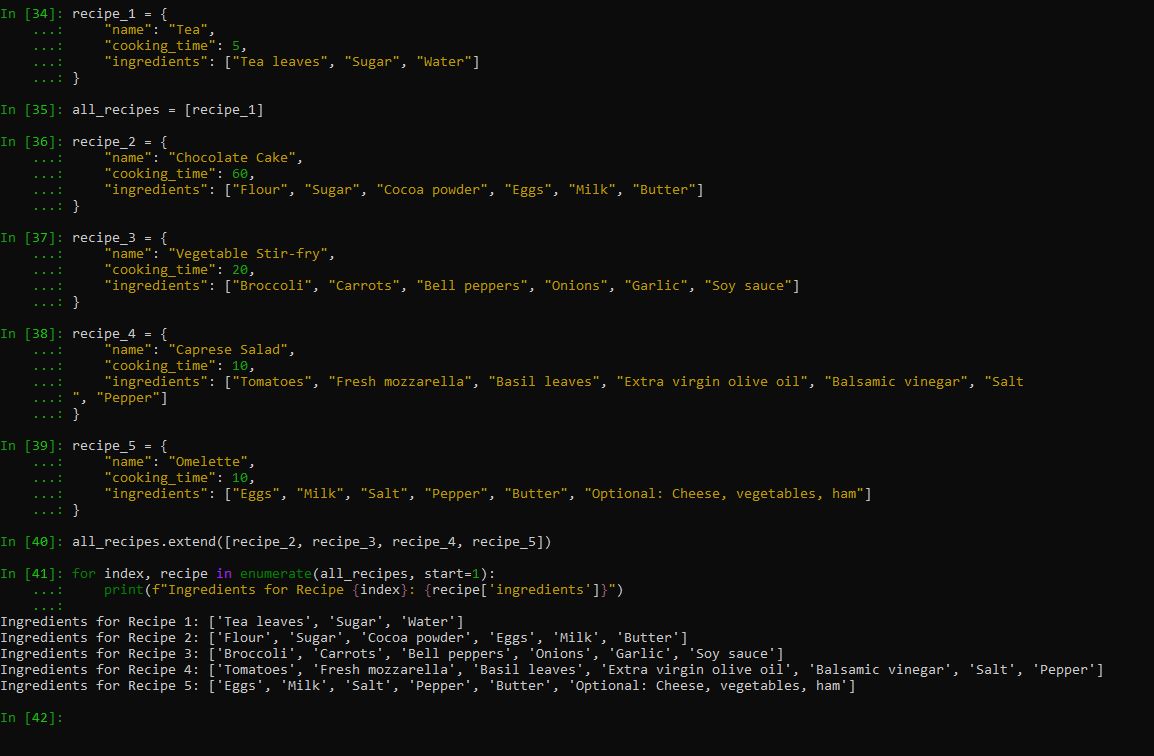 In [34]: recipe_1 = {
    ...:     "name": "Tea",
    ...:     "cooking_time": 5,
    ...:     "ingredients": ["Tea leaves", "Sugar", "Water"]
    ...: }
In [35]: all_recipes = [recipe_1]
In [36]: recipe_2 = {
    ...:     "name": "Chocolate Cake",
    ...:     "cooking_time": 60,
    ...:     "ingredients": ["Flour", "Sugar", "Cocoa powder", "Eggs", "Milk", "Butter"]
    ...: }
In [37]: recipe_3 = {
    ...:     "name": "Vegetable Stir-fry",
    ...:     "cooking_time": 20,
    ...:     "ingredients": ["Broccoli", "Carrots", "Bell peppers", "Onions", "Garlic", "Soy sauce"]
    ...: }
In [38]: recipe_4 = {
    ...:     "name": "Caprese Salad",
    ...:     "cooking_time": 10,
    ...:     "ingredients": ["Tomatoes", "Fresh mozzarella", "Basil leaves", "Extra virgin olive oil", "Balsamic vinegar", "Salt
    ...: ", "Pepper"]
    ...: }
In [39]: recipe_5 = {
    ...:     "name": "Omelette",
    ...:     "cooking_time": 10,
    ...:     "ingredients": ["Eggs", "Milk", "Salt", "Pepper", "Butter", "Optional: Cheese, vegetables, ham"]
    ...: }
In [40]: all_recipes.extend([recipe_2, recipe_3, recipe_4, recipe_5])
In [41]: for index, recipe in enumerate(all_recipes, start=1):
    ...:     print(f"Ingredients for Recipe {index}: {recipe['ingredients']}")
    ...:
Ingredients for Recipe 1: ['Tea leaves', 'Sugar', 'Water']
Ingredients for Recipe 2: ['Flour', 'Sugar', 'Cocoa powder', 'Eggs', 'Milk', 'Butter']
Ingredients for Recipe 3: ['Broccoli', 'Carrots', 'Bell peppers', 'Onions', 'Garlic', 'Soy sauce']
Ingredients for Recipe 4: ['Tomatoes', 'Fresh mozzarella', 'Basil leaves', 'Extra virgin olive oil', 'Balsamic vinegar', 'Salt', 'Pepper']
Ingredients for Recipe 5: ['Eggs', 'Milk', 'Salt', 'Pepper', 'Butter', 'Optional: Cheese, vegetables, ham']
In [42]: